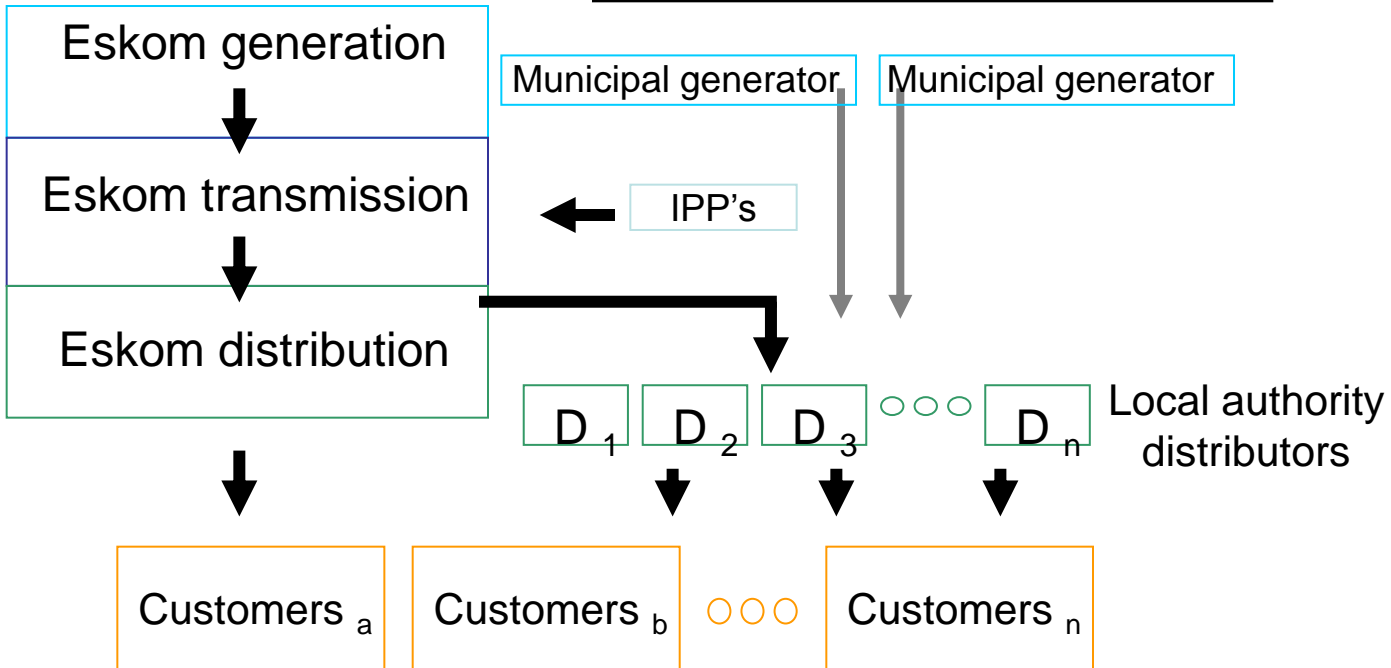 Eskom generation
Municipal generator
Municipal generator
Eskom transmission
IPP's
Eskom distribution
D 1
D 2
D 3
D n
Local authority
distributors
Customers a
Customers b
Customers n